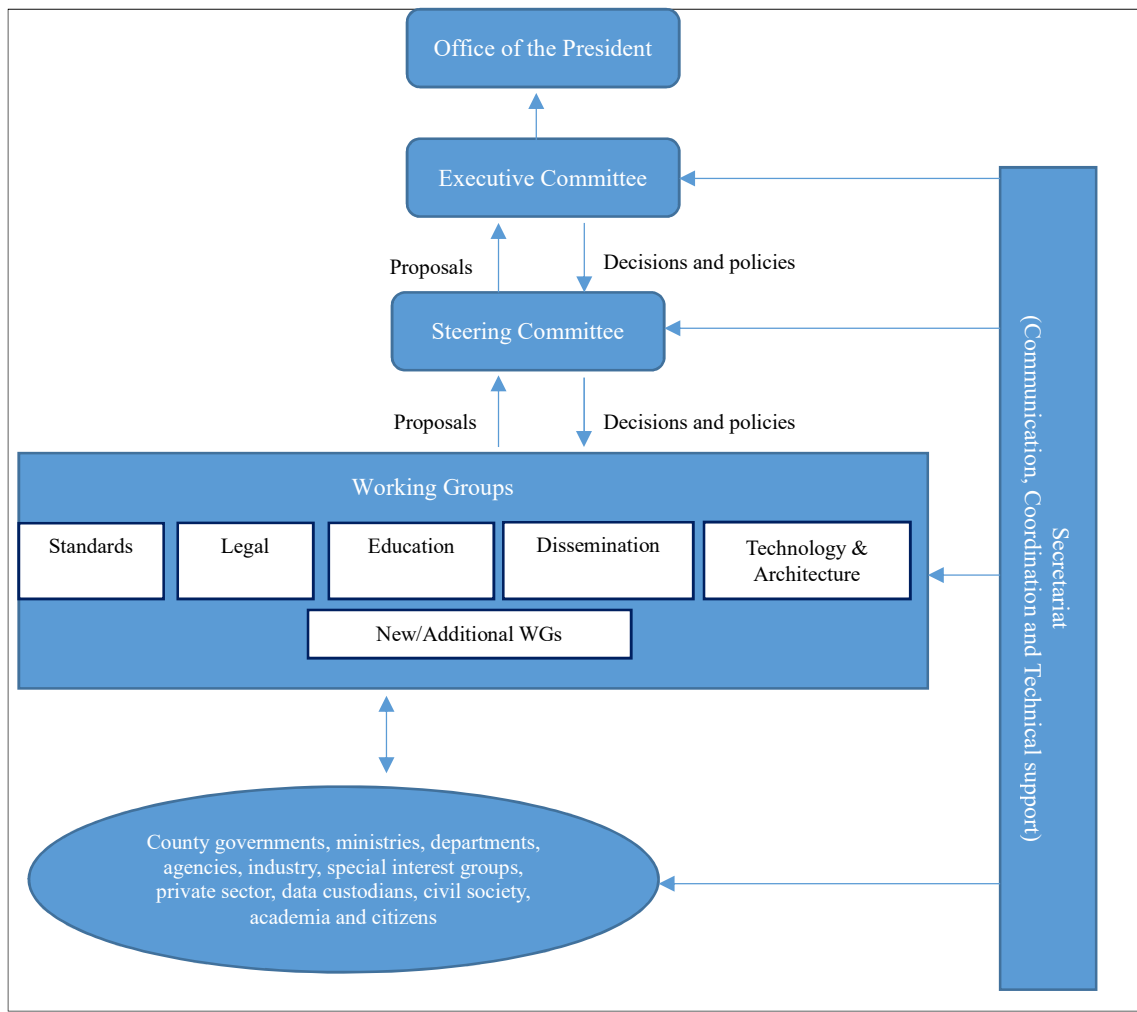 Office of the President
Executive Committee
Proposals
Decisions and policies
Steering Committee
Proposals
Decisions and policies
Working Groups
Standards
Legal
Education
Dissemination
Technology &
Architecture
New/Additional WGs
County governments, ministries, departments,
agencies, industry, special interest groups,
private sector, data custodians, civil society,
academia and citizens
Secretariat
(Communication, Coordination and Technical support)